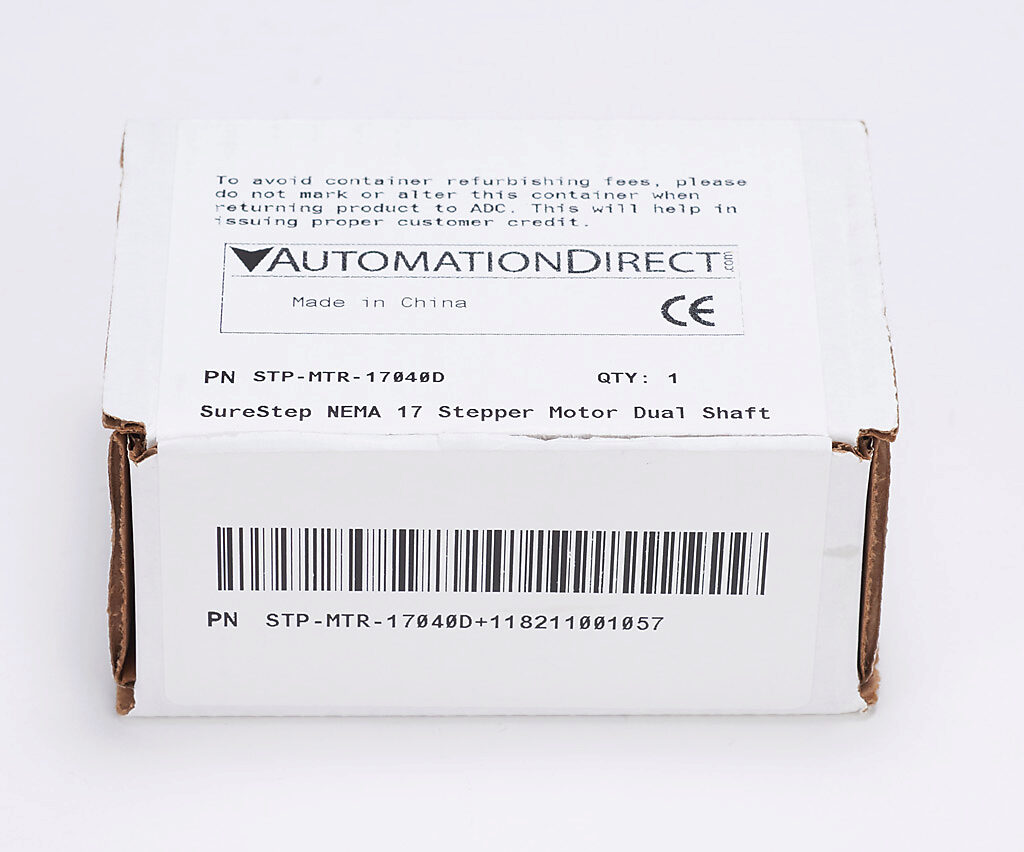 To avoid container refurbishing fees, please
do not mark or alter this container when
returning product to ADC. This will help in
issuing proper customer credit.
AUTOMATIONDIRECT.com
Made in China
CE
PN STP-MTR-17040D QTY: 1
SureStep NEMA 17 Stepper Motor Dual Shaft
PN STP-MTR-17040D+118211001057